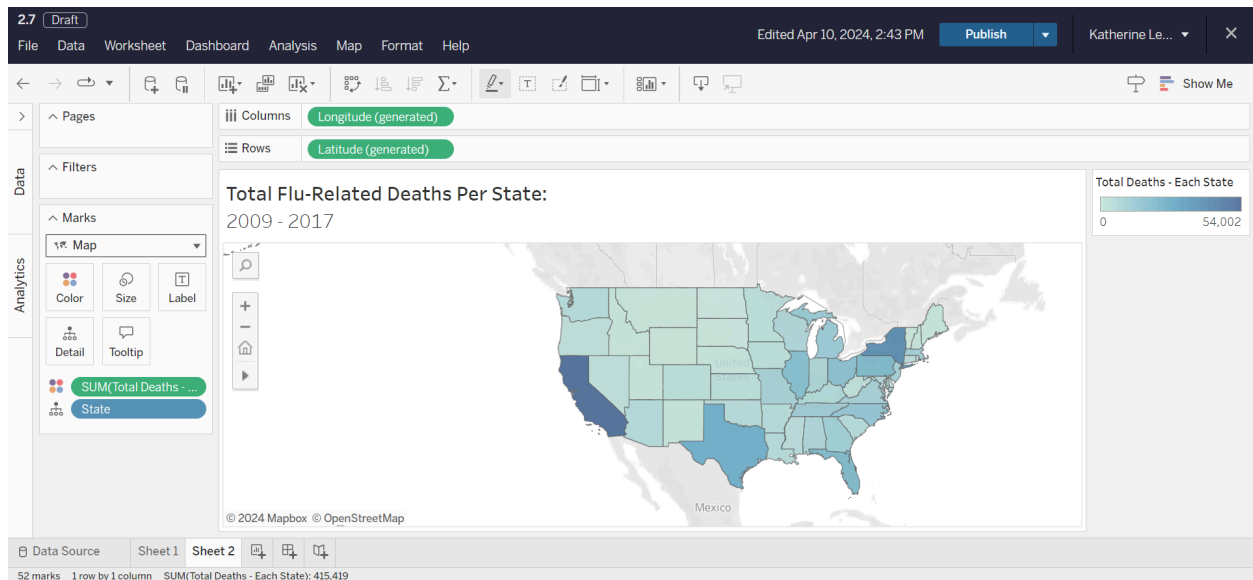 2.7 Draft
File Data Worksheet Dashboard Analysis Map Format Help
Edited Apr 10, 2024, 2:43 PM
Publish
Katherine Le...
Show Me
Data
Analytics
Pages
Filters
Marks
Map
Color Size Label
Detail Tooltip
SUM(Total Deaths - ...
State
Columns Longitude (generated)
Rows Latitude (generated)
Total Flu-Related Deaths Per State:
2009 - 2017
United
States
Mexico
© 2024 Mapbox © OpenStreetMap
Total Deaths - Each State
0 54,002
Data Source Sheet 1 Sheet 2
52 marks 1 row by 1 column SUM(Total Deaths - Each State): 415,419